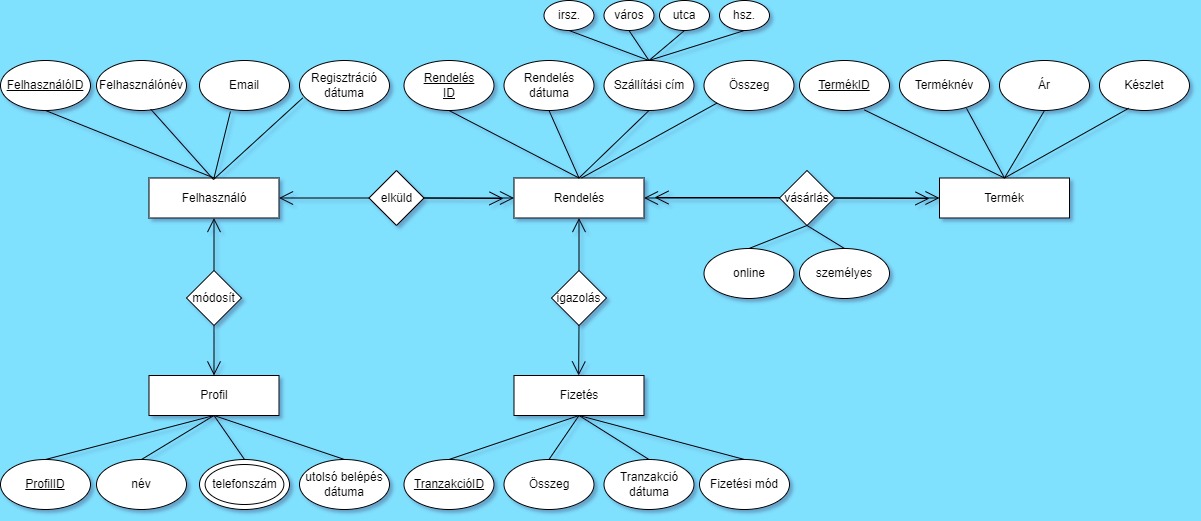 irsz.
város
utca
hsz.
FelhasználóID
Felhasználónév
Email
Regisztráció
dátuma
Rendelés
ID
Rendelés
dátuma
Szállítási cím
Összeg
TermékID
Terméknév
Ár
Készlet
Felhasználó
elküld
Rendelés
vásárlás
Termék
online
személyes
módosít
igazolás
Profil
Fizetés
ProfilID
név
telefonszám
utolsó belépés
dátuma
TranzakcióID
Összeg
Tranzakció
dátuma
Fizetési mód